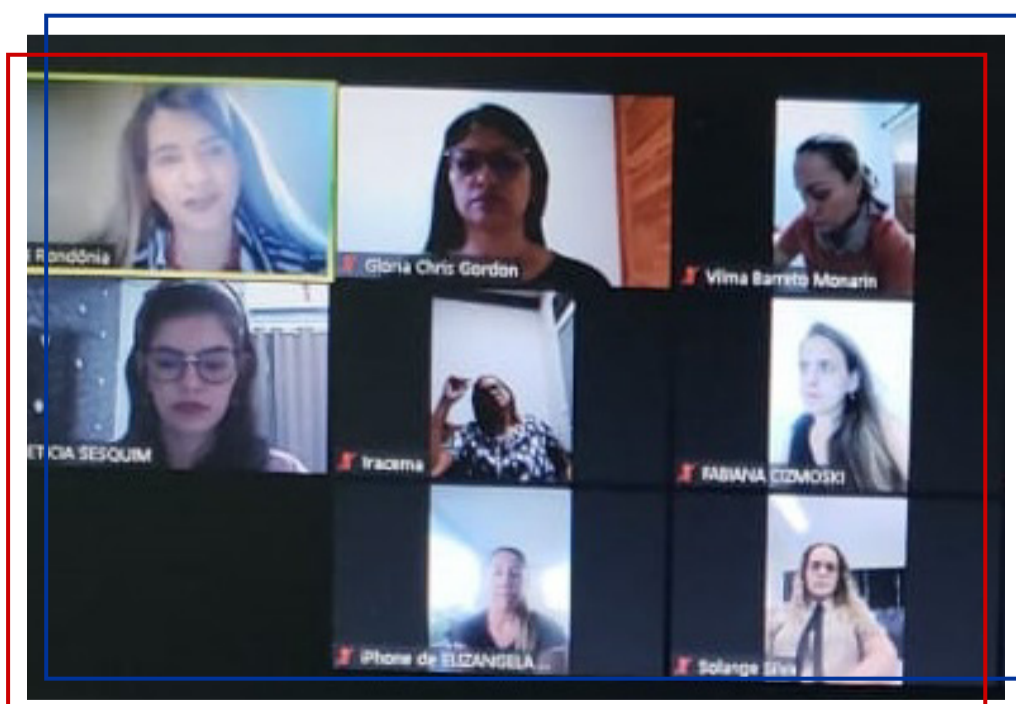 Rondônia
Gloria Chris Gordon
Vilma Barreto Monarin
ETICIA SESQUIM
Iracema
FABIANA CIZMOSKI
iPhone de ELIZANGELA...
Solange Silva